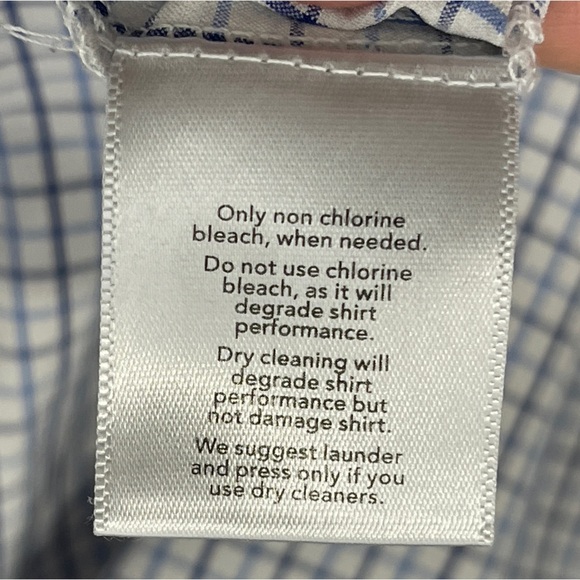 Only non chlorine
bleach, when needed.
Do not use chlorine
bleach, as it will
degrade shirt
performance.
Dry cleaning will
degrade shirt
performance but
not damage shirt.
We suggest launder
and press only if you
use dry cleaners.